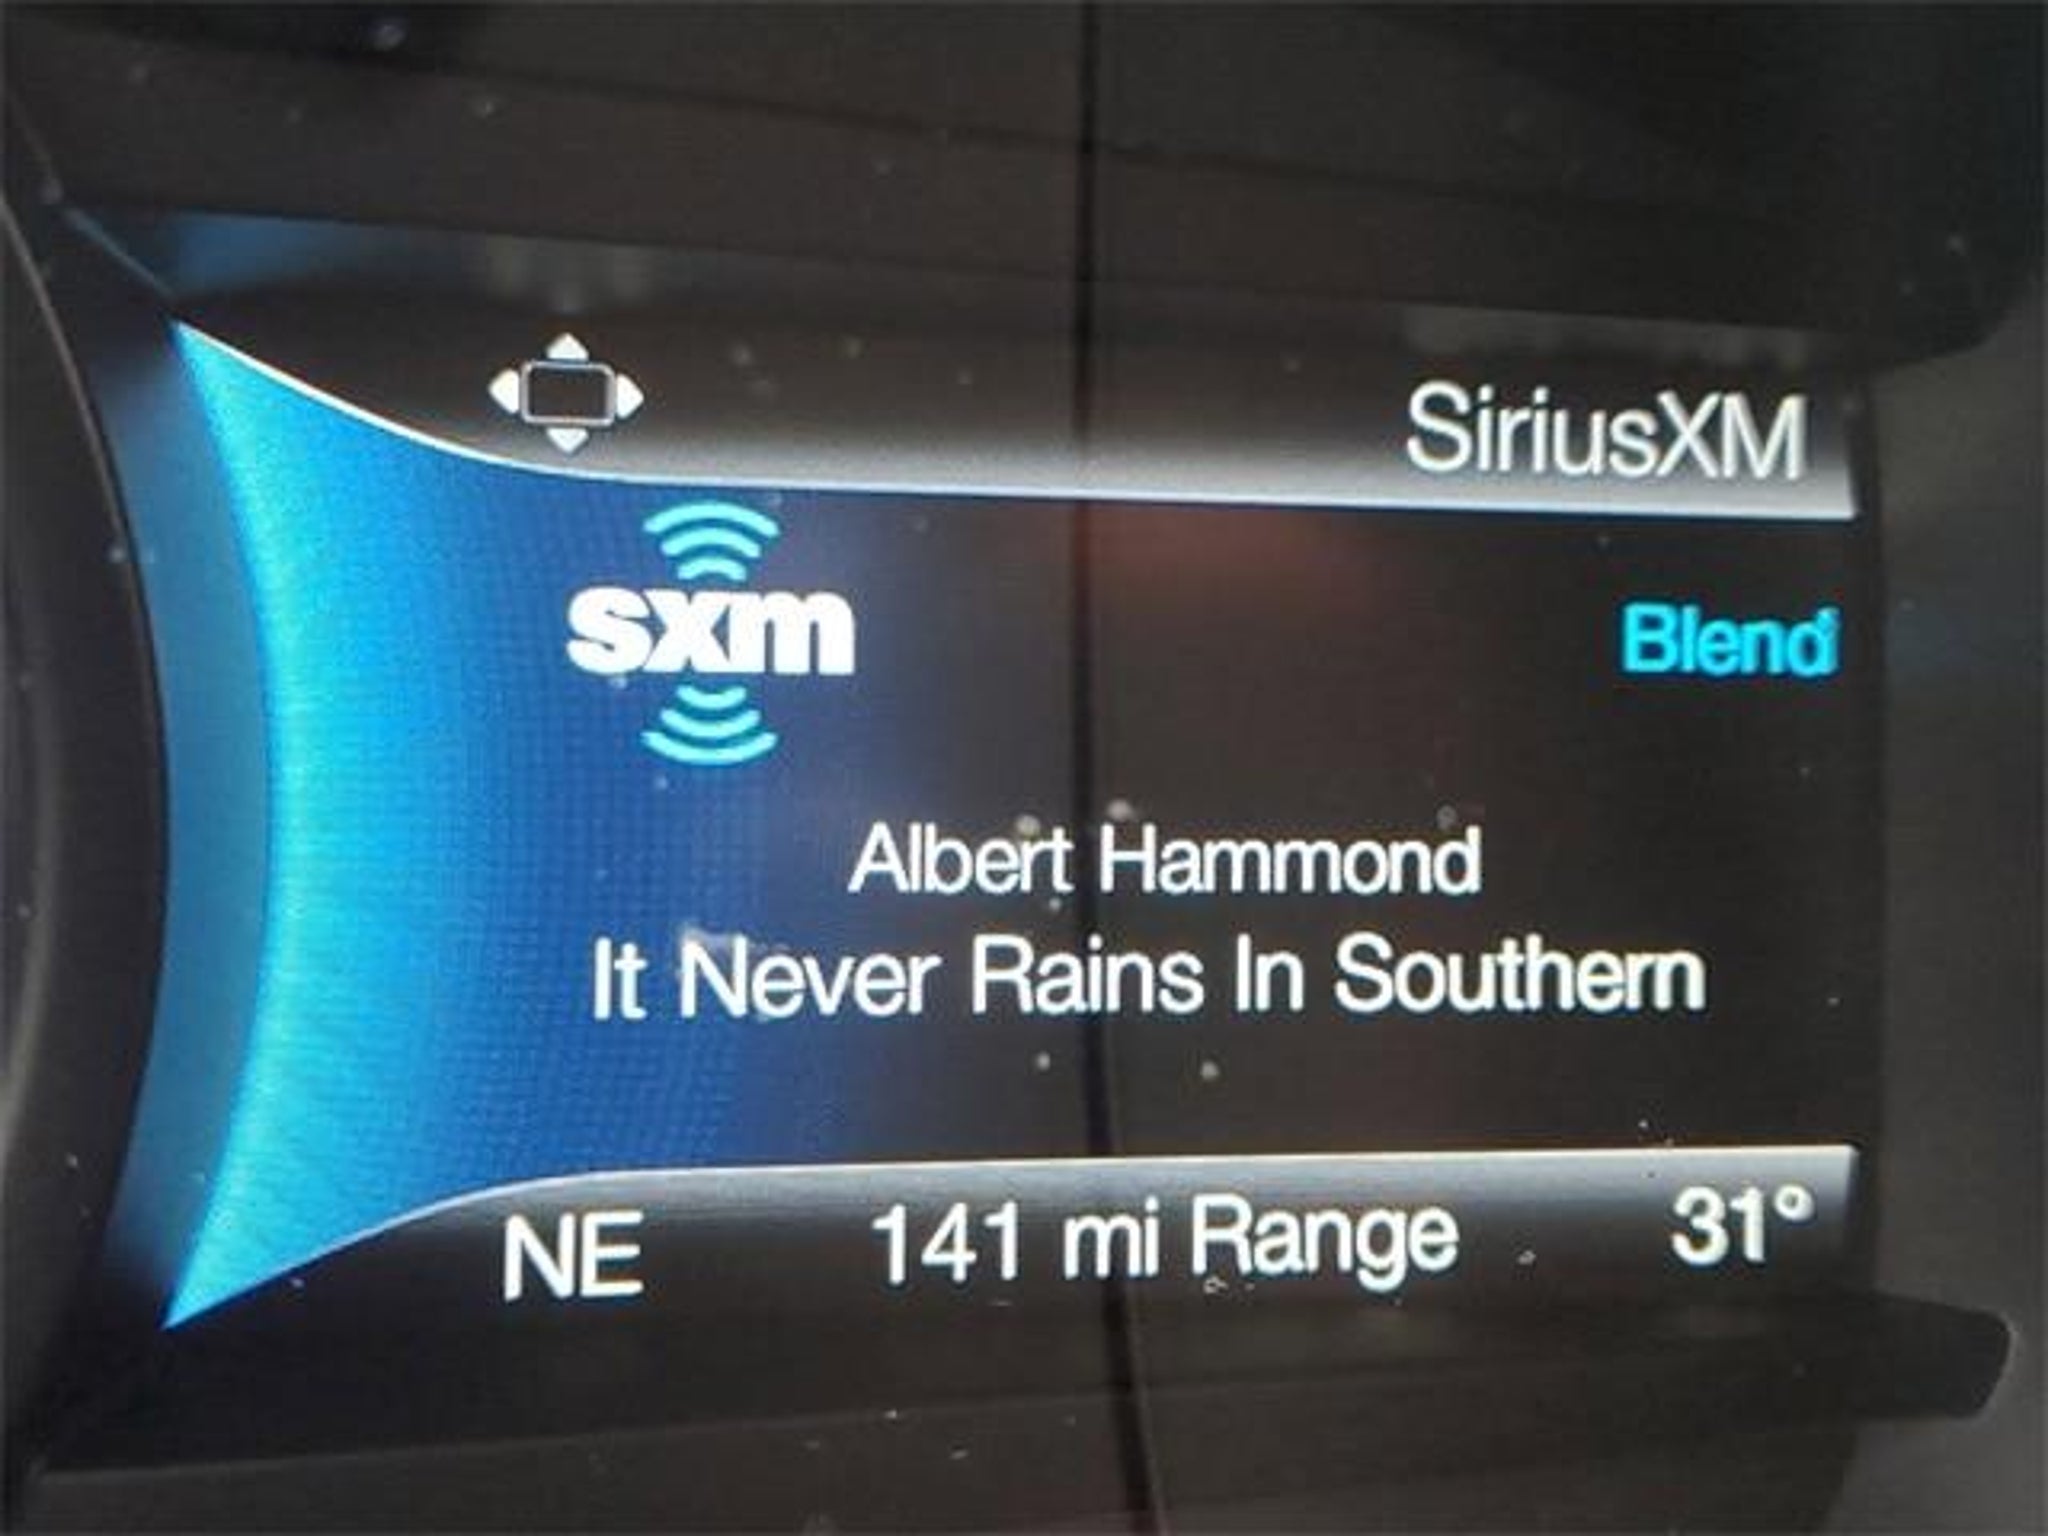 SiriusXM
sxm
Blend
Albert Hammond
It Never Rains In Southern
NE 141 mi Range 31°